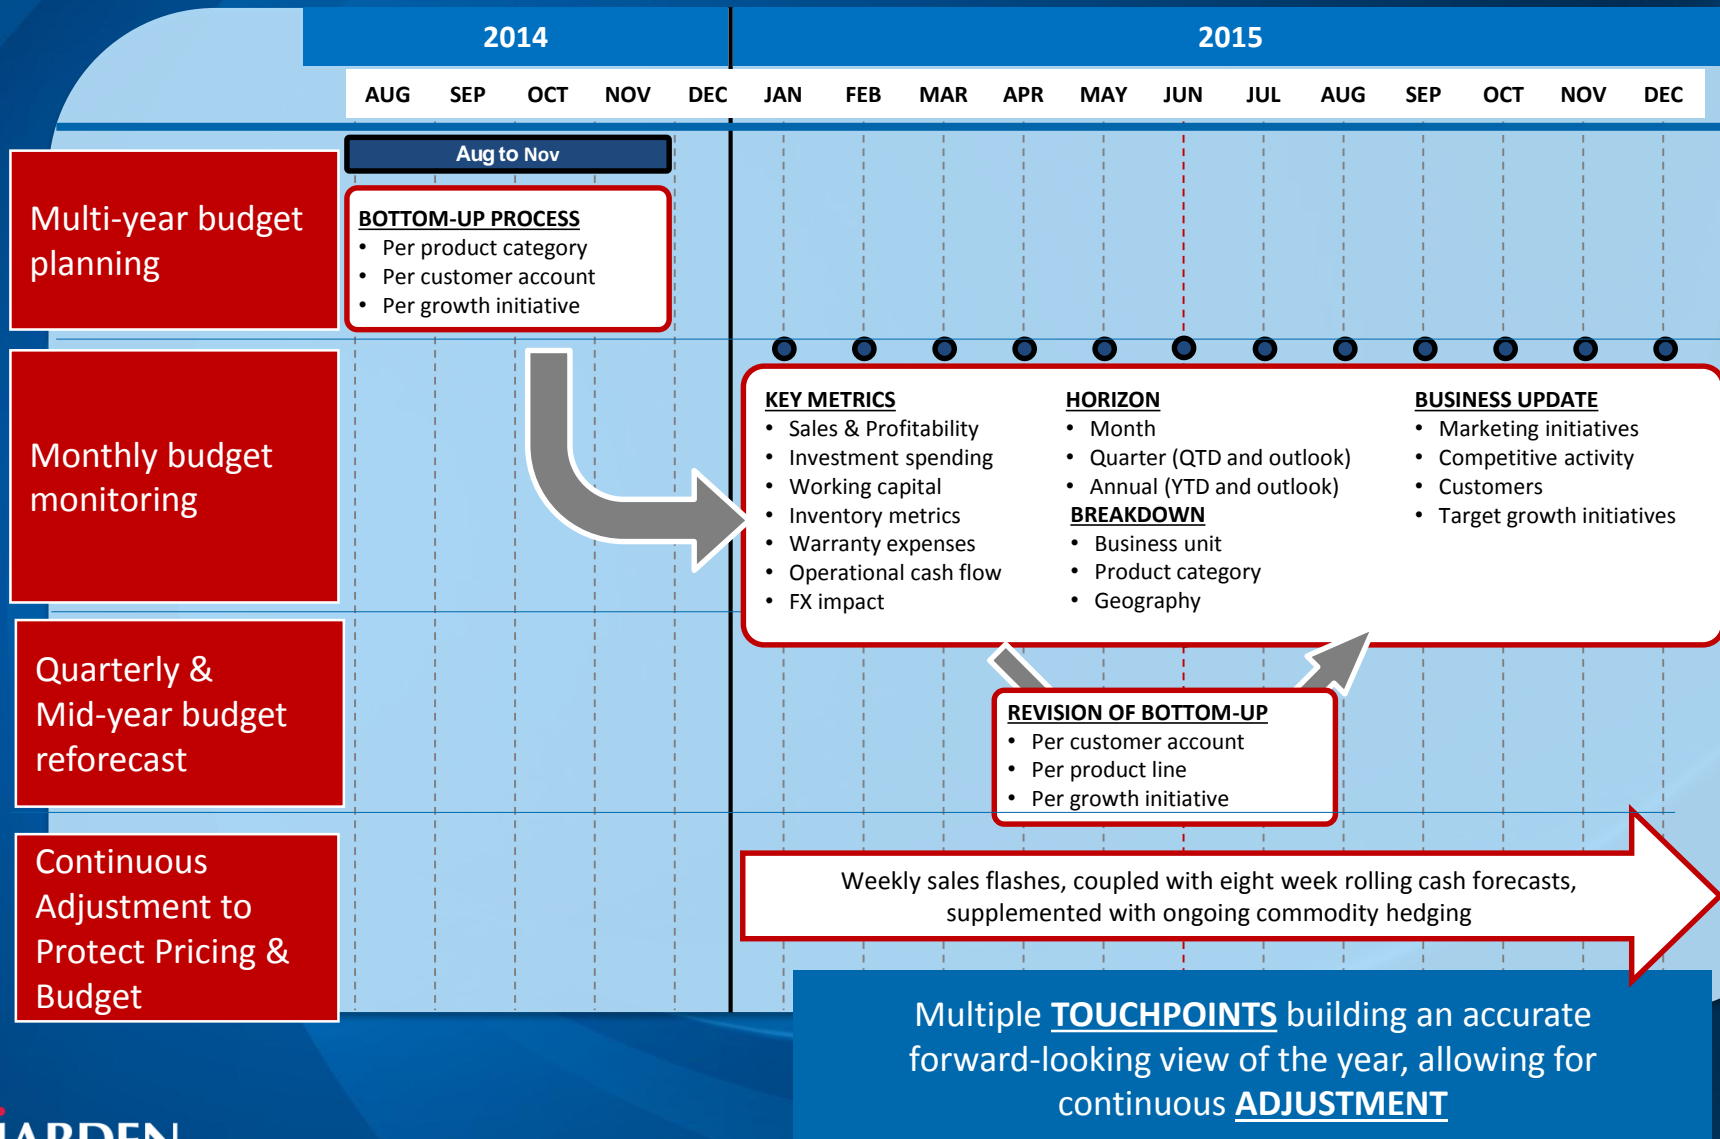 2014
2015
AUG SEP OCT NOV DEC JAN FEB MAR APR MAY JUN JUL AUG SEP OCT NOV DEC
Multi-year budget
planning
Aug to Nov
BOTTOM-UP PROCESS
• Per product category
• Per customer account
• Per growth initiative
Monthly budget
monitoring
KEY METRICS
• Sales & Profitability
• Investment spending
• Working capital
• Inventory metrics
• Warranty expenses
• Operational cash flow
• FX impact
HORIZON
• Month
• Quarter (QTD and outlook)
• Annual (YTD and outlook)
BREAKDOWN
• Business unit
• Product category
• Geography
BUSINESS UPDATE
• Marketing initiatives
• Competitive activity
• Customers
• Target growth initiatives
Quarterly &
Mid-year budget
reforecast
REVISION OF BOTTOM-UP
• Per customer account
• Per product line
• Per growth initiative
Continuous
Adjustment to
Protect Pricing &
Budget
Weekly sales flashes, coupled with eight week rolling cash forecasts,
supplemented with ongoing commodity hedging
Multiple TOUCHPOINTS building an accurate
forward-looking view of the year, allowing for
continuous ADJUSTMENT
JARDEN